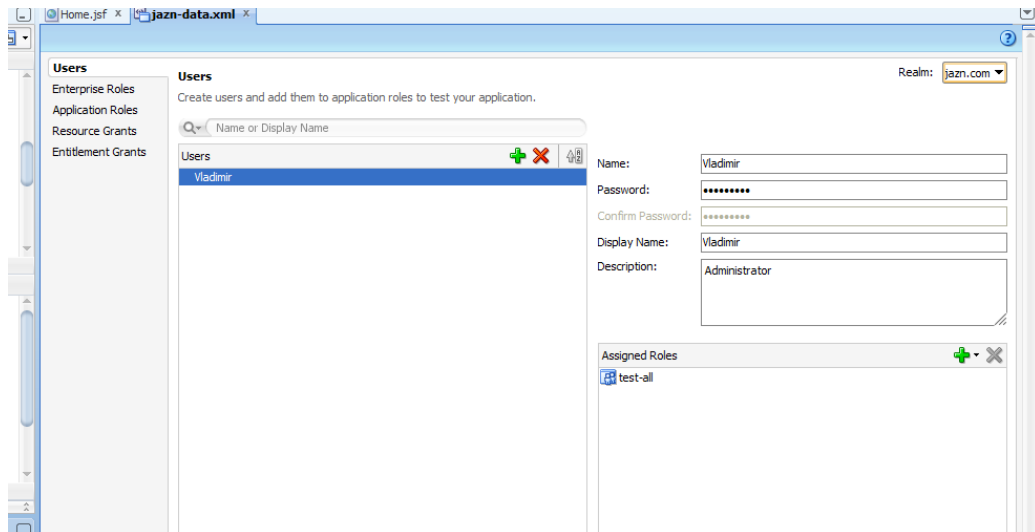 Home.jsf x jazn-data.xml x
Users
Enterprise Roles
Application Roles
Resource Grants
Entitlement Grants
Users
Realm: jazn.com
Create users and add them to application roles to test your application.
Name or Display Name
Users
Vladimir
Name: Vladimir
Password: •••••••••
Confirm Password: •••••••••
Display Name: Vladimir
Description: Administrator
Assigned Roles
test-all